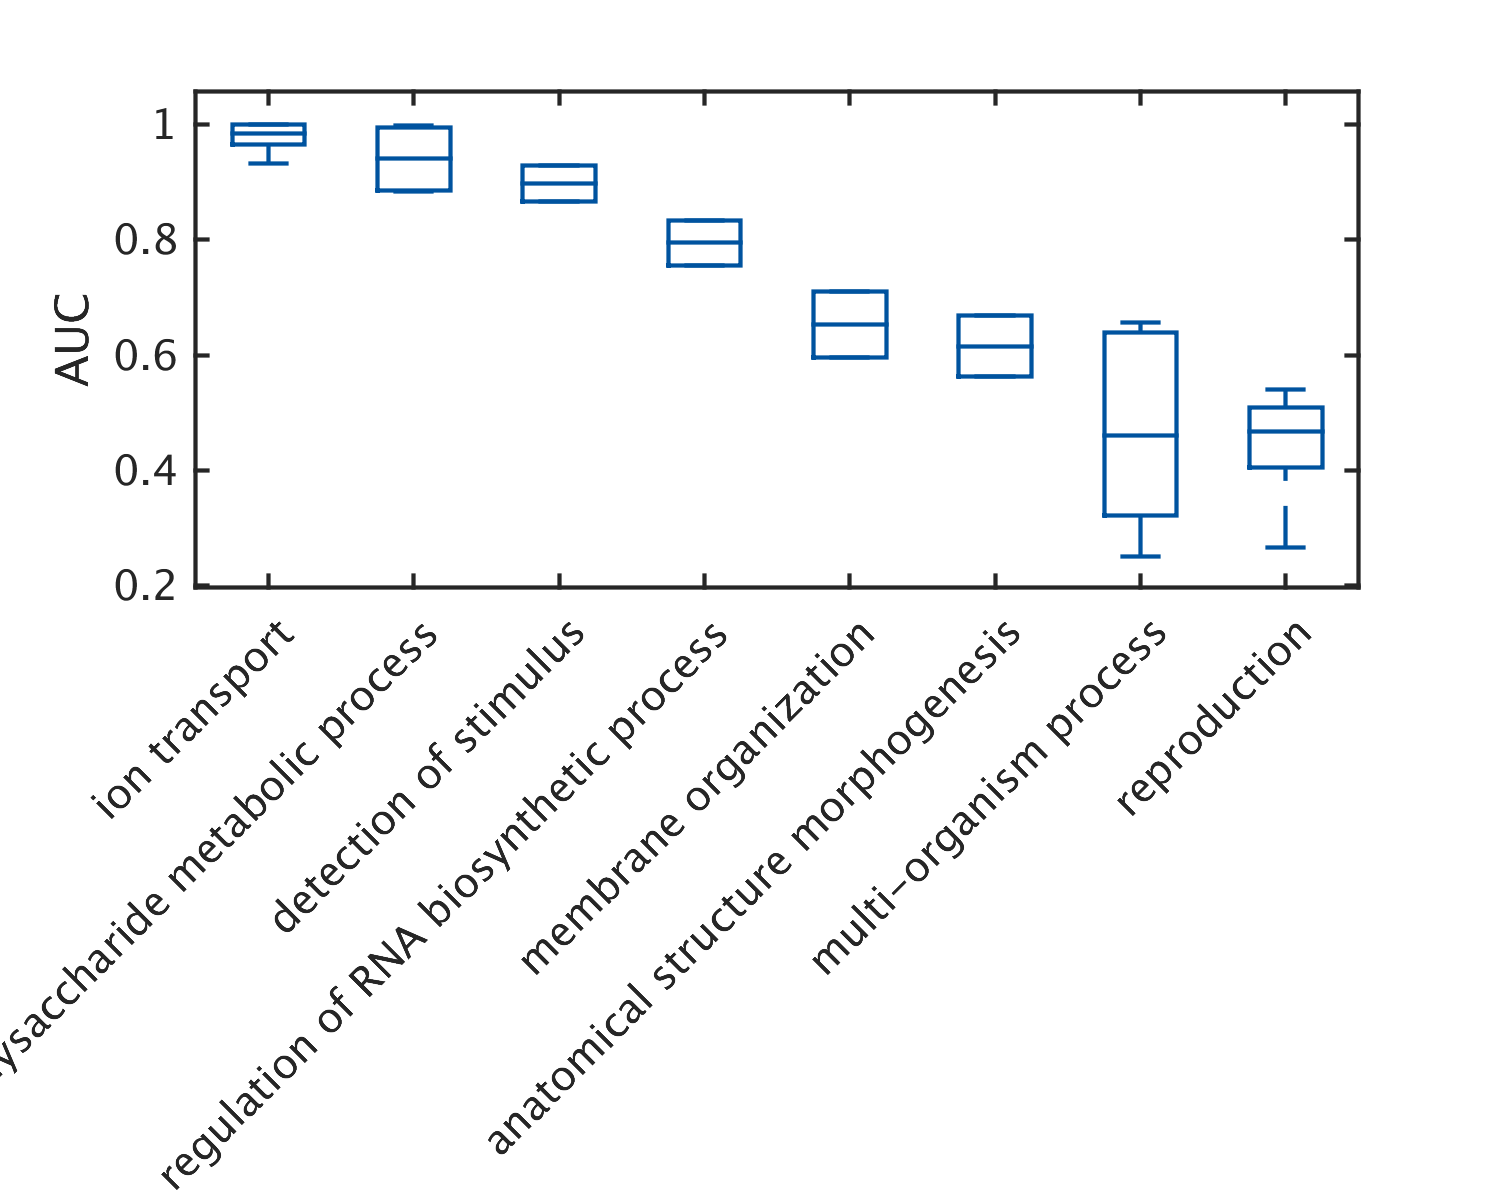 AUC
1
0.8
0.6
0.4
0.2
ion transport
metabolic process
detection of stimulus
regulation of RNA biosynthetic process
membrane organization
anatomical structure morphogenesis
multi-organism process
reproduction